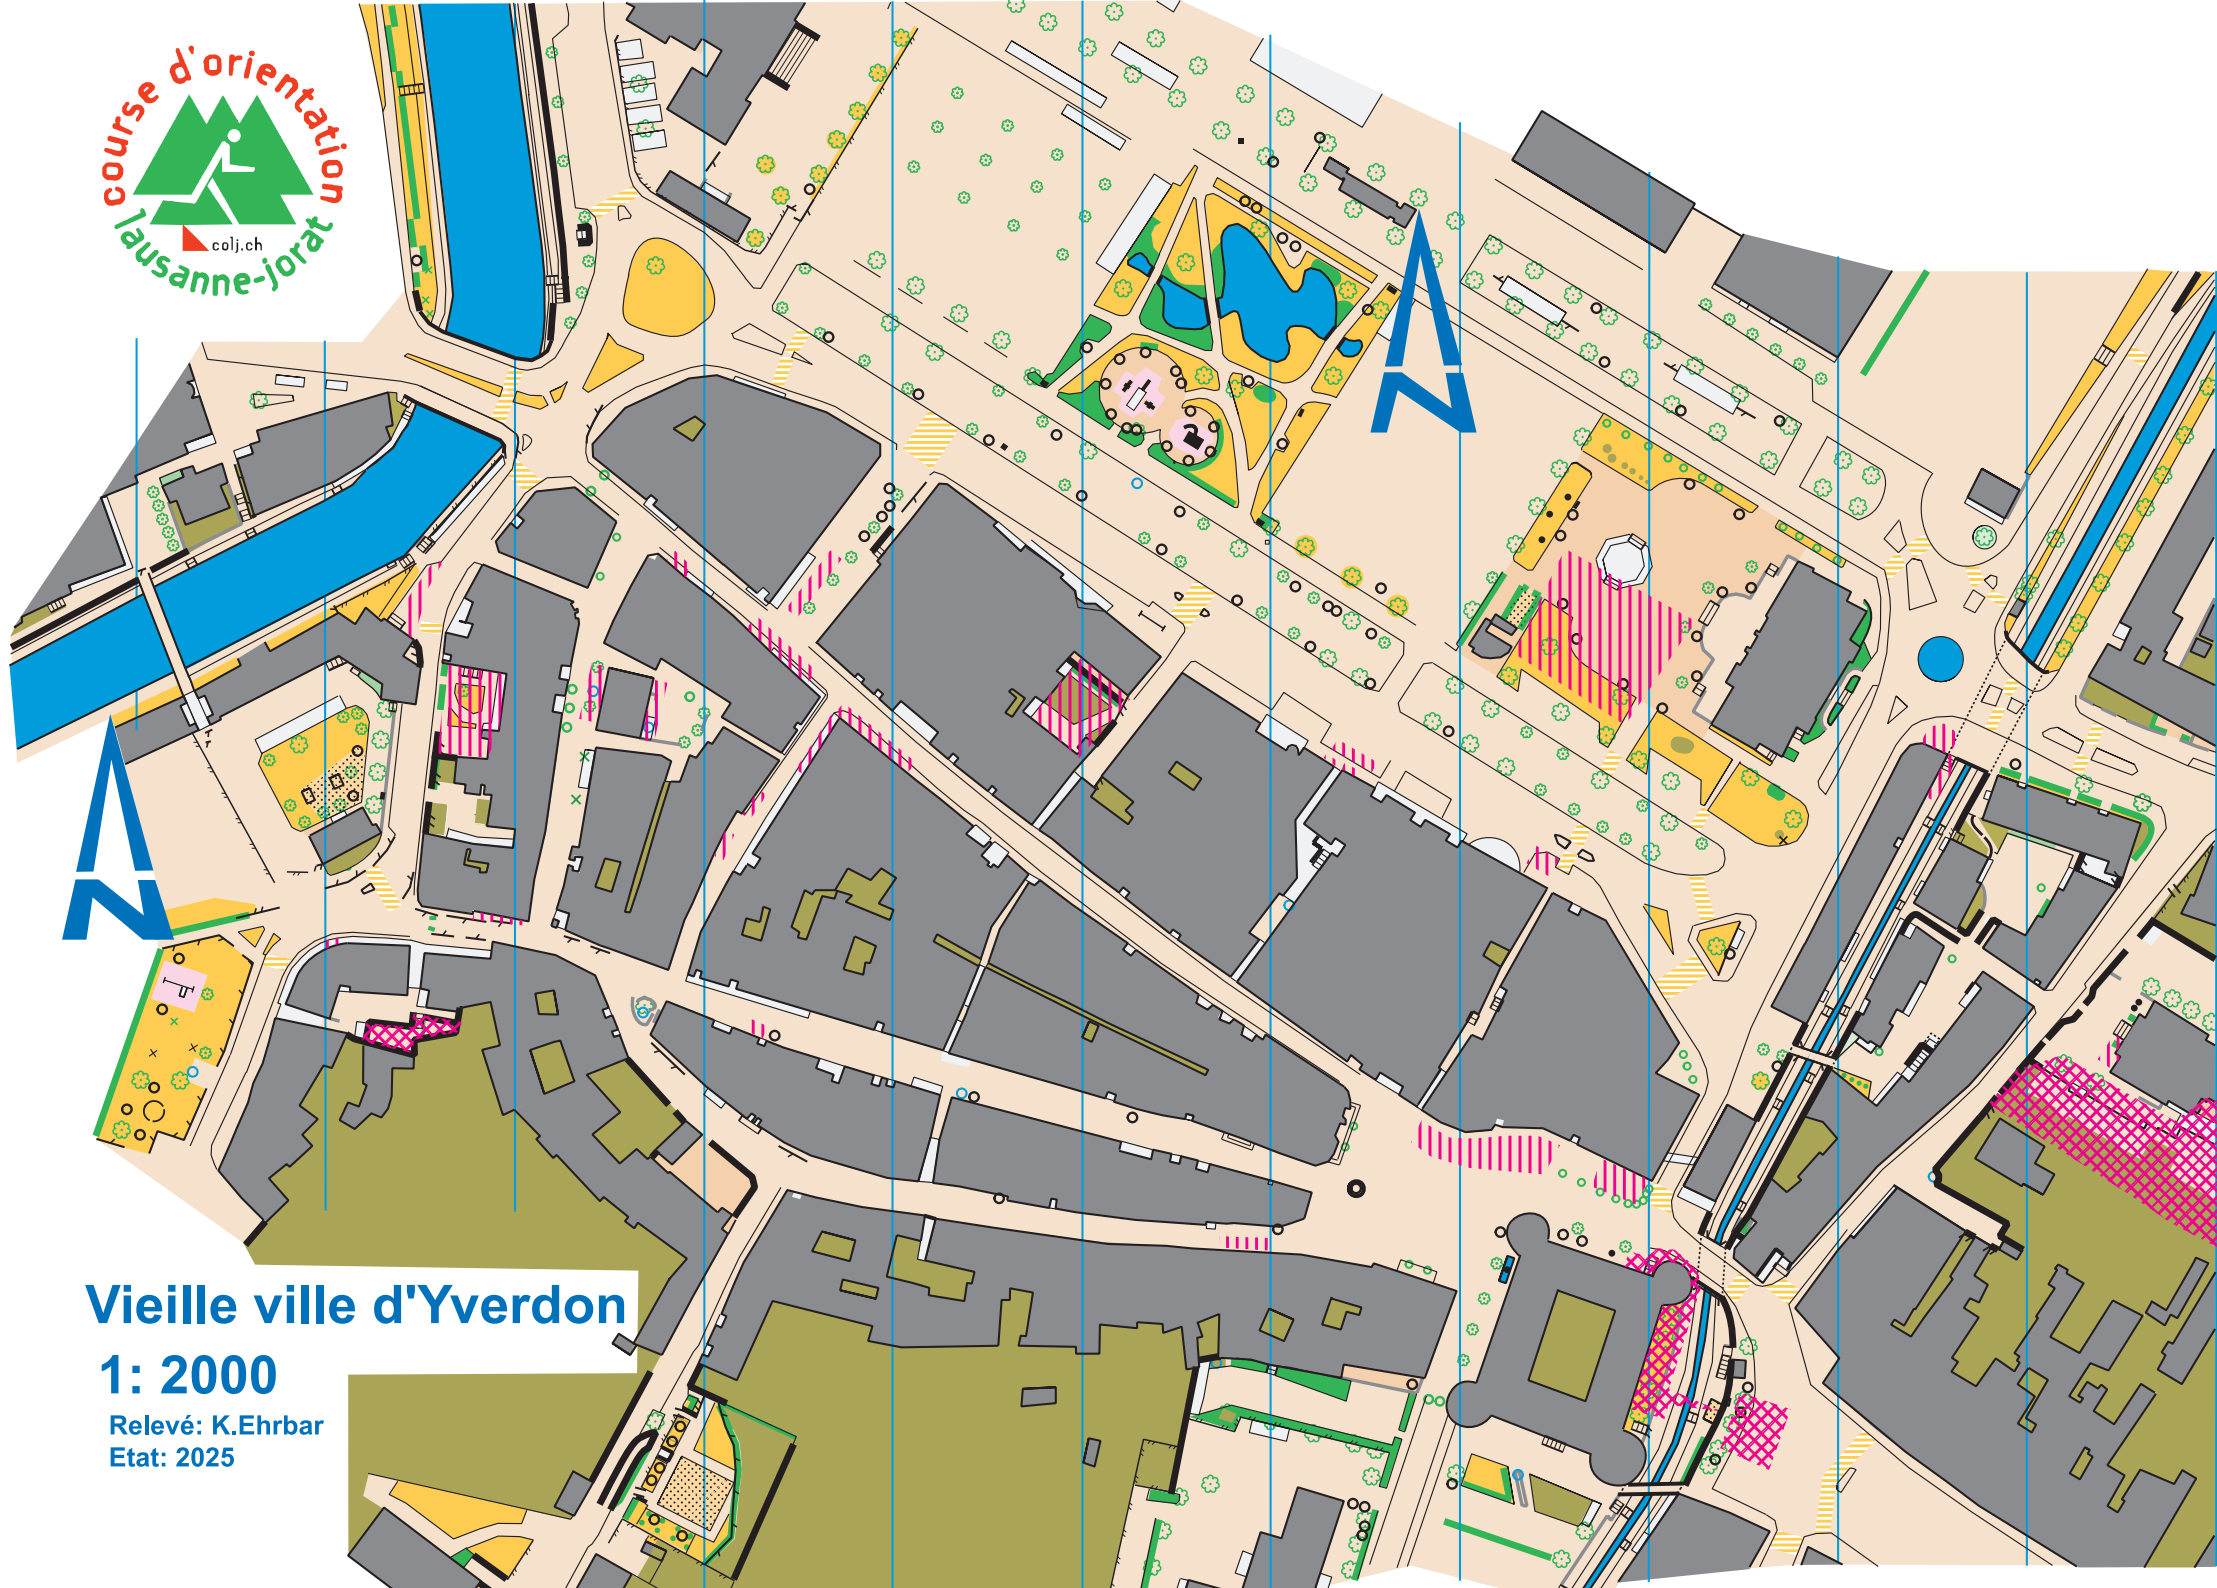 course d'orientation
colj.ch
lausanne-jorat
N
N
Vieille ville d'Yverdon
1: 2000
Relevé: K.Ehrbar
Etat: 2025